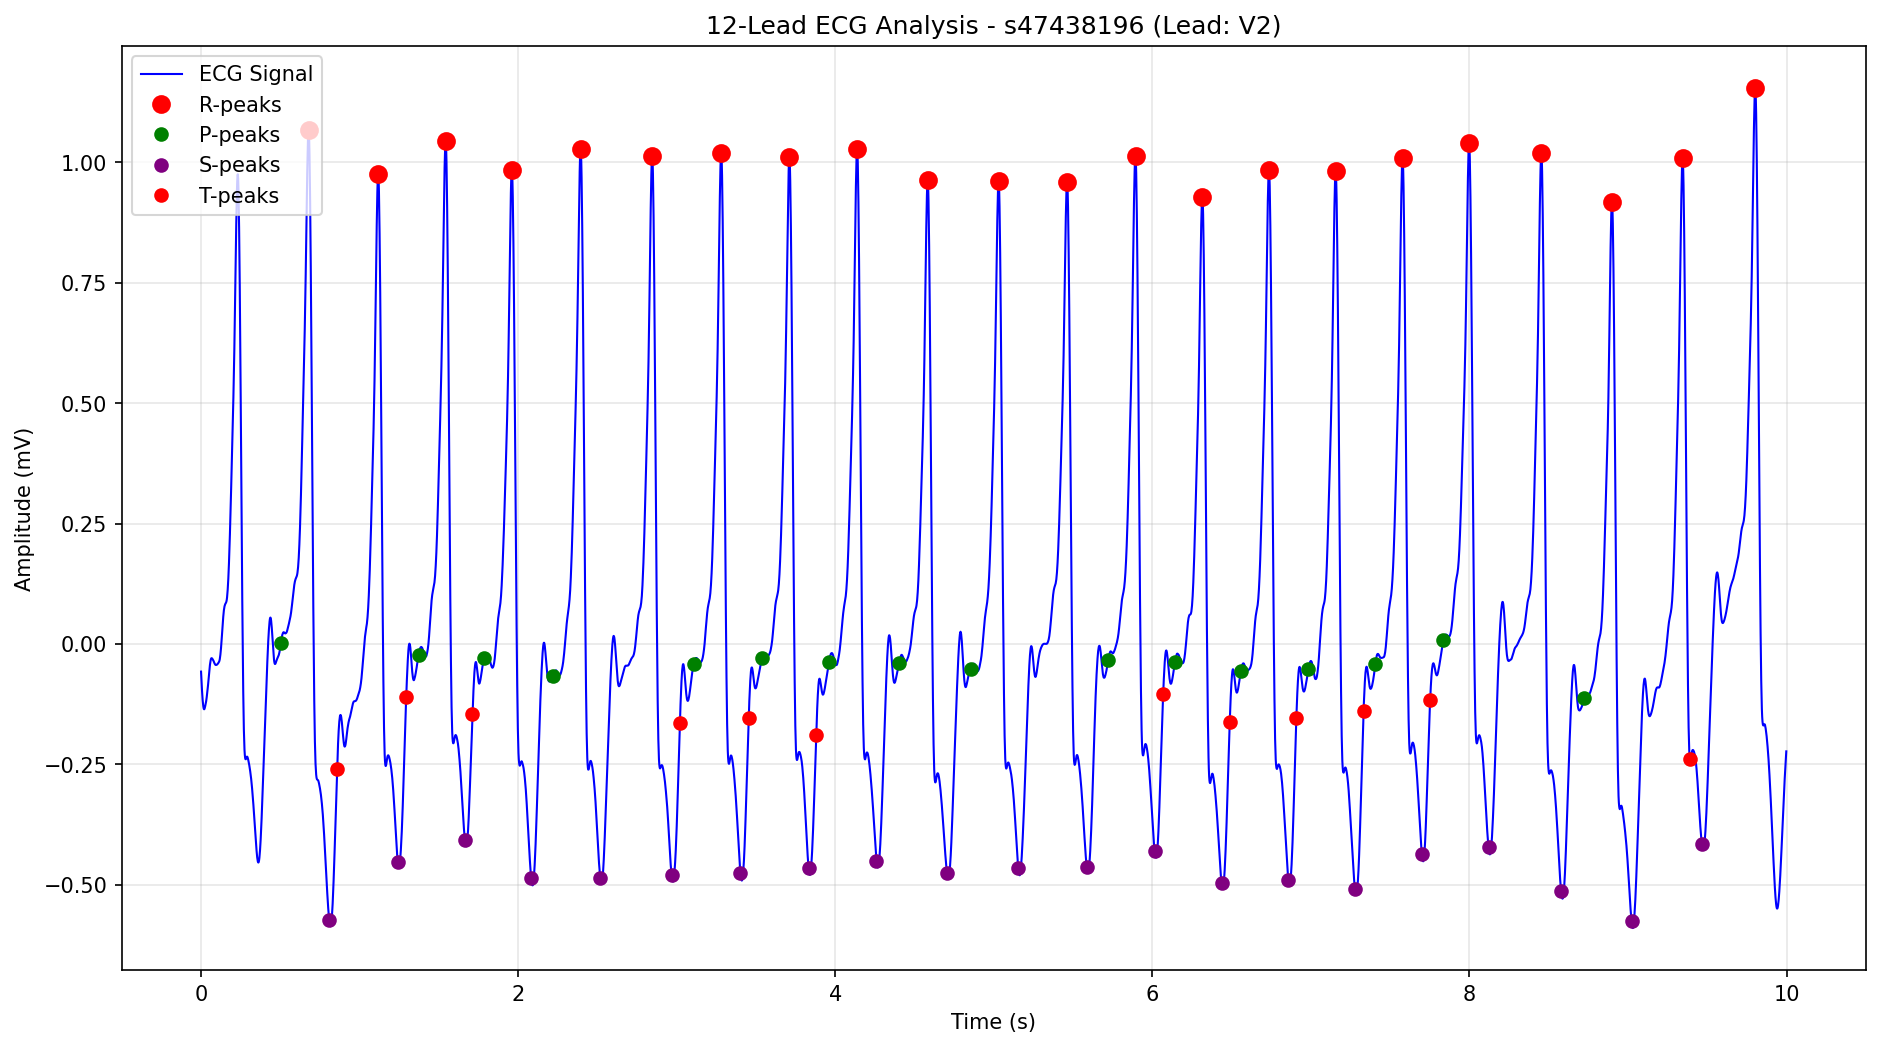 12-Lead ECG Analysis - s47438196 (Lead: V2)
ECG Signal
R-peaks
P-peaks
S-peaks
T-peaks
1.00
0.75
0.50
0.25
0.00
−0.25
−0.50
Amplitude (mV)
0 2 4 6 8 10
Time (s)